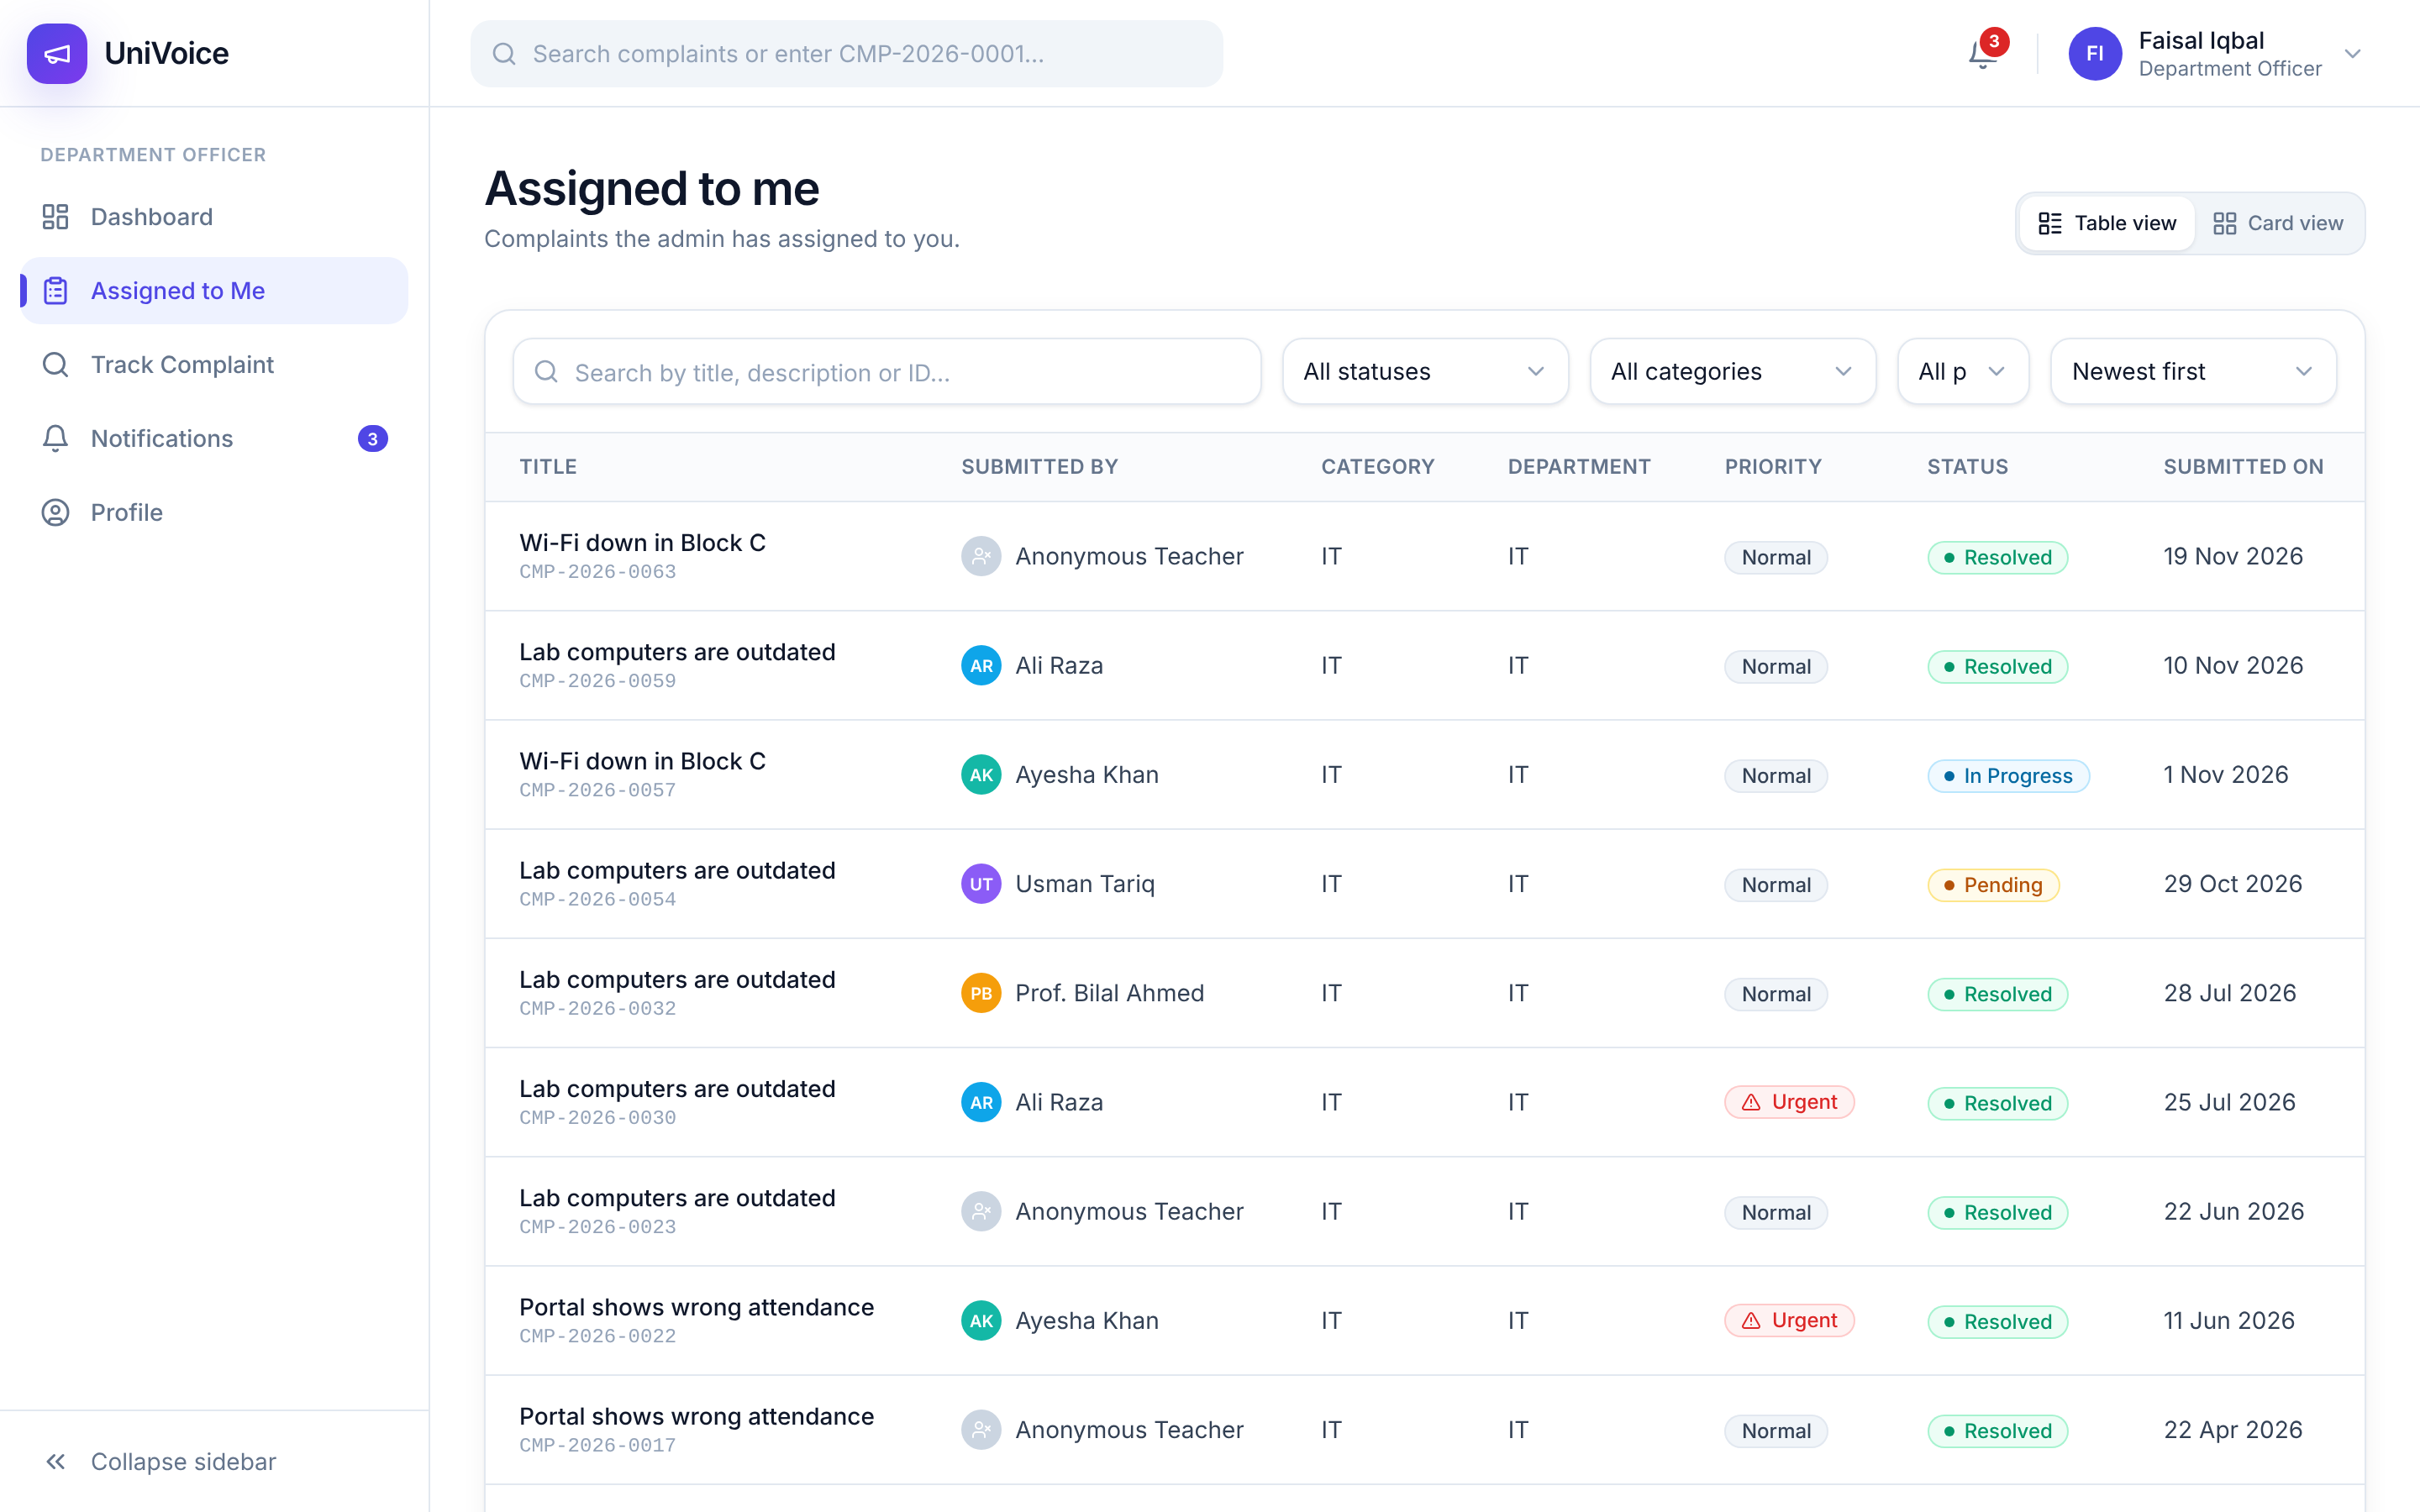 UniVoice
Search complaints or enter CMP-2026-0001...
3
FI
Faisal Iqbal
Department Officer
DEPARTMENT OFFICER
Dashboard
Assigned to Me
Track Complaint
Notifications 3
Profile
Collapse sidebar
Assigned to me
Complaints the admin has assigned to you.
Table view
Card view
Search by title, description or ID...
All statuses
All categories
All p
Newest first
TITLE SUBMITTED BY CATEGORY DEPARTMENT PRIORITY STATUS SUBMITTED ON
Wi-Fi down in Block C
CMP-2026-0063
Anonymous Teacher IT IT Normal Resolved 19 Nov 2026
Lab computers are outdated
CMP-2026-0059
AR Ali Raza IT IT Normal Resolved 10 Nov 2026
Wi-Fi down in Block C
CMP-2026-0057
AK Ayesha Khan IT IT Normal In Progress 1 Nov 2026
Lab computers are outdated
CMP-2026-0054
UT Usman Tariq IT IT Normal Pending 29 Oct 2026
Lab computers are outdated
CMP-2026-0032
PB Prof. Bilal Ahmed IT IT Normal Resolved 28 Jul 2026
Lab computers are outdated
CMP-2026-0030
AR Ali Raza IT IT Urgent Resolved 25 Jul 2026
Lab computers are outdated
CMP-2026-0023
Anonymous Teacher IT IT Normal Resolved 22 Jun 2026
Portal shows wrong attendance
CMP-2026-0022
AK Ayesha Khan IT IT Urgent Resolved 11 Jun 2026
Portal shows wrong attendance
CMP-2026-0017
Anonymous Teacher IT IT Normal Resolved 22 Apr 2026